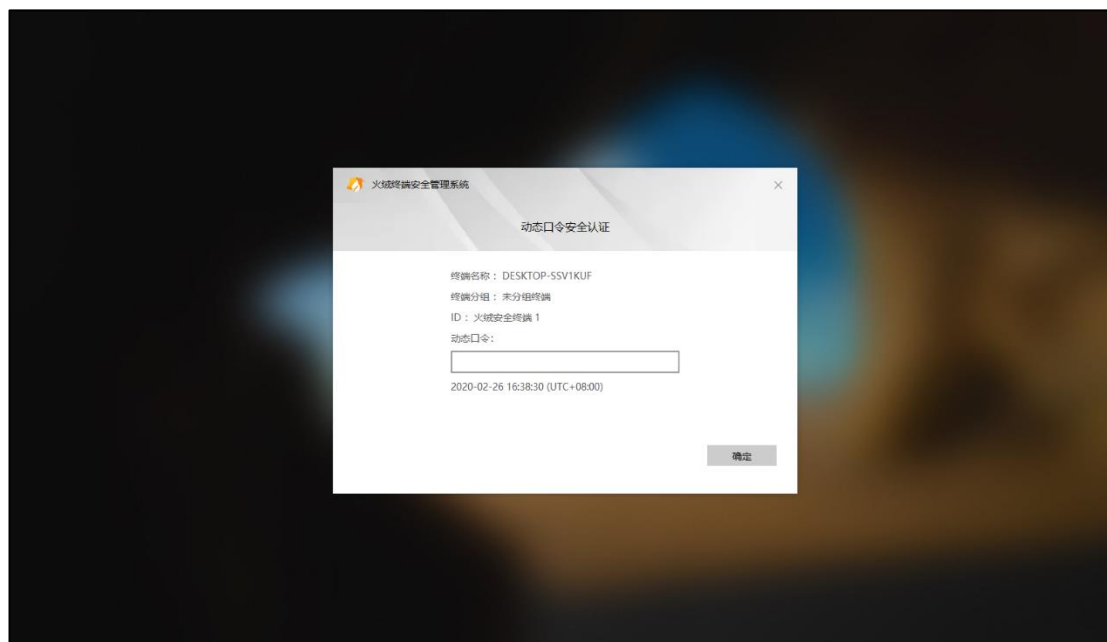 火绒终端安全管理系统
动态口令安全认证
终端名称： DESKTOP-SSV1KUF
终端分组： 未分组终端
ID： 火绒安全终端 1
动态口令：
2020-02-26 16:38:30 (UTC+08:00)
确定